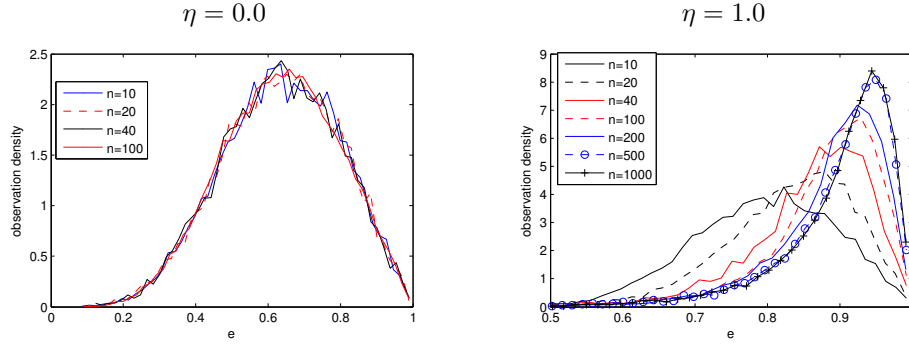 η = 0.0
2.5
2
1.5
1
0.5
0
0
0.2
0.4
0.6
0.8
1
e
observation density
n=10
n=20
n=40
n=100
η = 1.0
9
8
7
6
5
4
3
2
1
0
0.5
0.6
0.7
0.8
0.9
e
observation density
n=10
n=20
n=40
n=100
n=200
n=500
n=1000